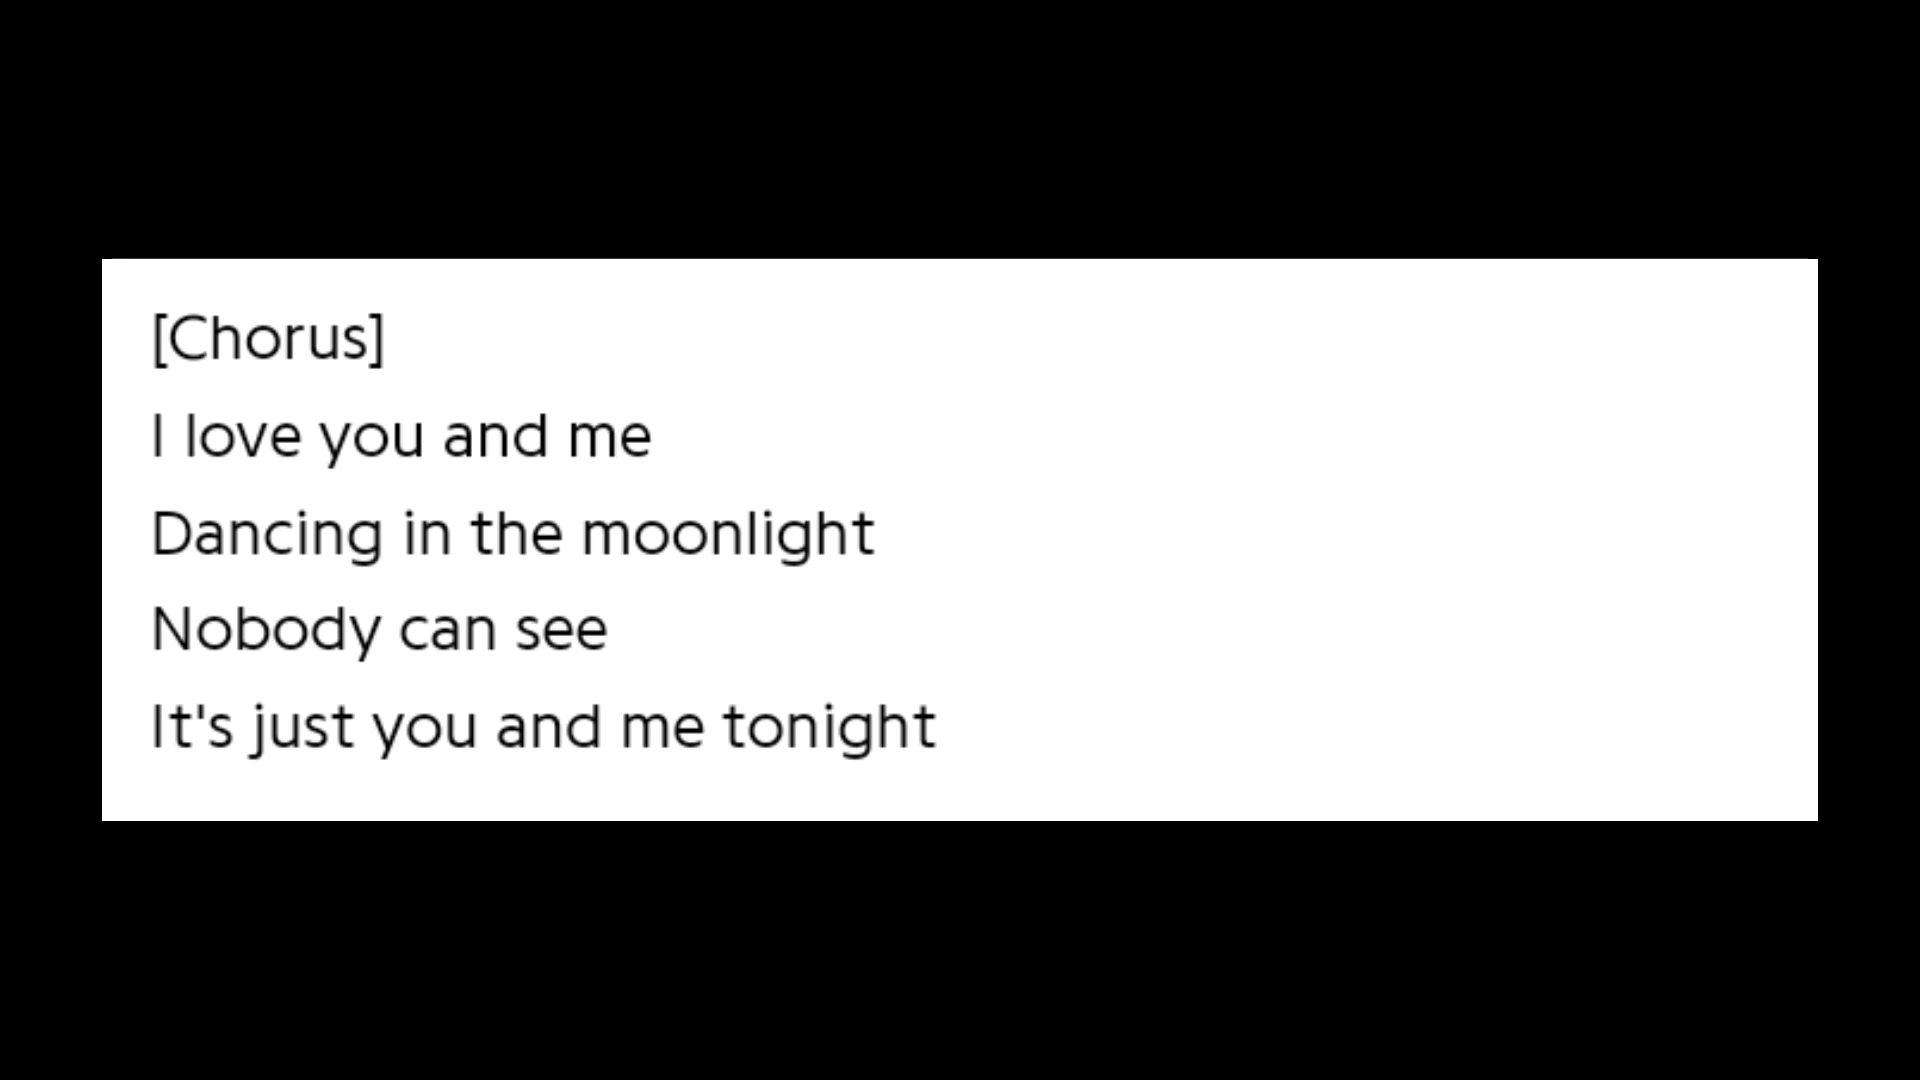 [Chorus]
I love you and me
Dancing in the moonlight
Nobody can see
It's just you and me tonight